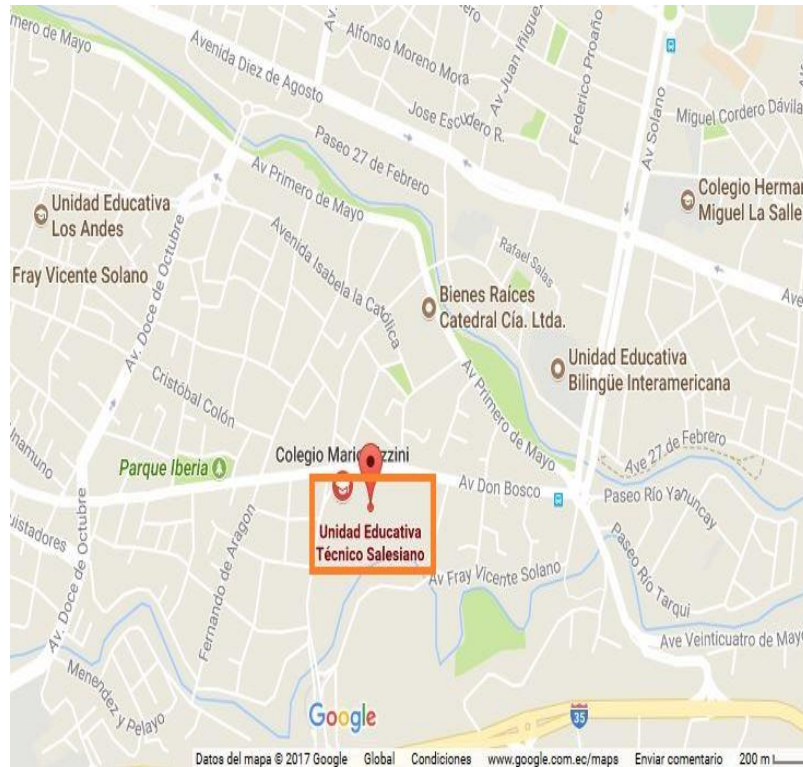 rimero de Mayo
Avenida Diez de Agosto
Av.
Alfonso Moreno Mora
Av Juan Iñiguez
Federico Proaño
Av Solano
Jose Escudero R.
Miguel Cordero Dávila
Paseo 27 de Febrero
Av Primero de Mayo
Unidad Educativa
Los Andes
Colegio Herman
Miguel La Salle
Fray Vicente Solano
Av. Doce de Octubre
Avenida Isabela la Católica
Rafael Salas
Bienes Raíces
Catedral Cía. Ltda.
Ave
Unidad Educativa
Bilingüe Interamericana
Cristóbal Colón
Av Primero de Mayo
Unamuno
Parque Iberia
Colegio Mario zzini
Av Don Bosco
Ave 27 de Febrero
Paseo Río Yanuncay
Unidad Educativa
Técnico Salesiano
uistadores
Fernando de Aragon
Av Fray Vicente Solano
Paseo Río Tarqui
Av. Doce de Octubre
Ave Veinticuatro de Mayo
Menendez y Pelayo
35
Google
Datos del mapa © 2017 Google Global Condiciones www.google.com.ec/maps Enviar comentario 200 m